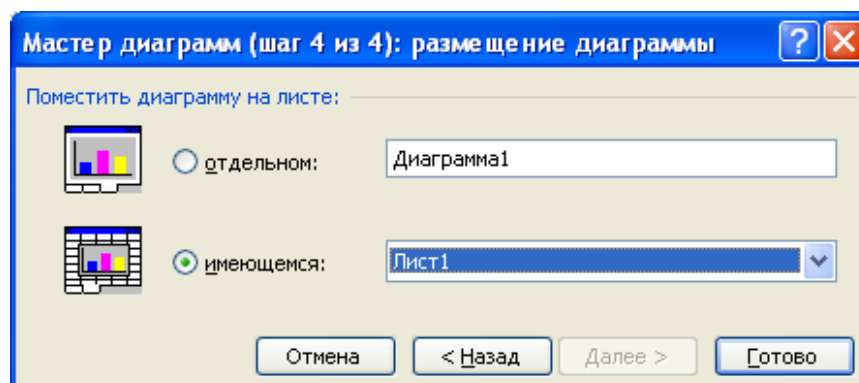 Мастер диаграмм (шаг 4 из 4): размещение диаграммы
Поместить диаграмму на листе:
отдельном: Диаграмма1
имеющемся: Лист1
Отмена < Назад Далее > Готово